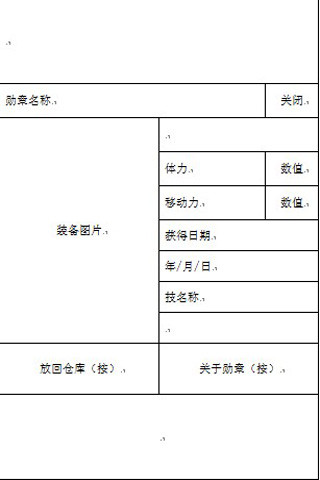 勋章名称
关闭
体力
数值
移动力
数值
装备图片
获得日期
年/月/日
技名称
放回仓库（按）
关于勋章（按）